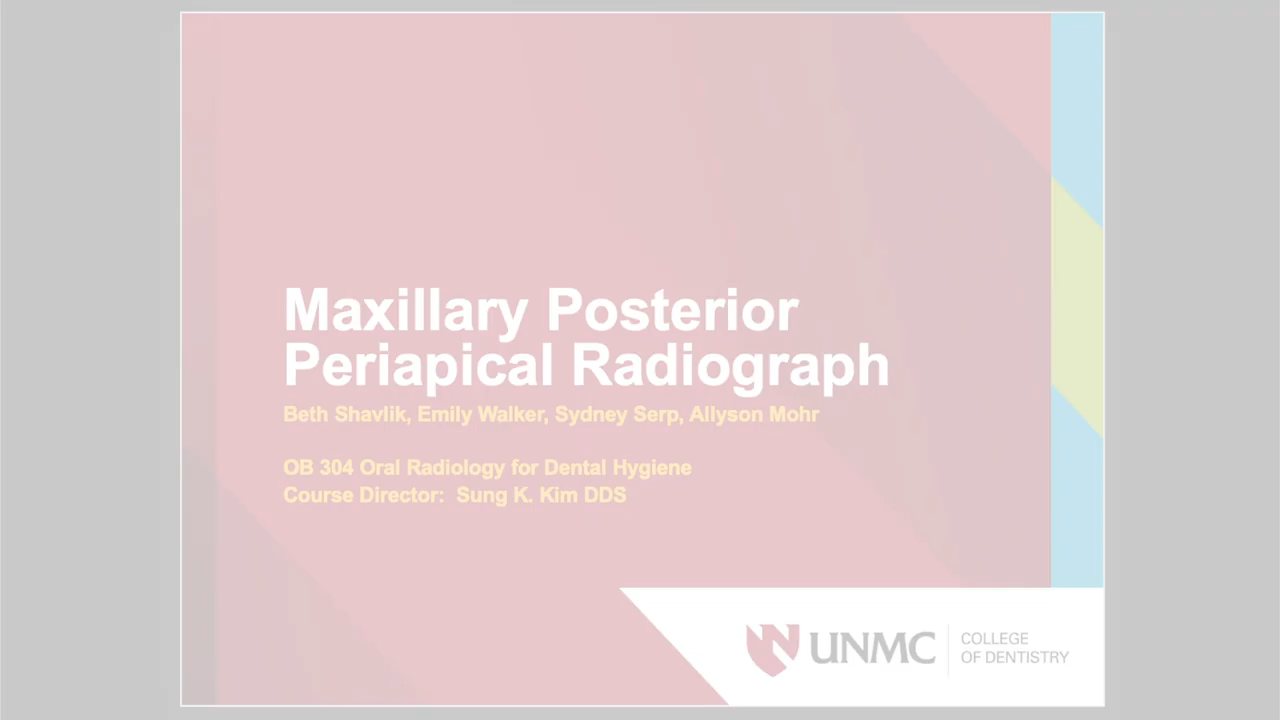 Maxillary Posterior
Periapical Radiograph
Beth Shavlik, Emily Walker, Sydney Serp, Allyson Mohr
OB 304 Oral Radiology for Dental Hygiene
Course Director:  Sung K. Kim DDS
UNMC
COLLEGE
OF DENTISTRY